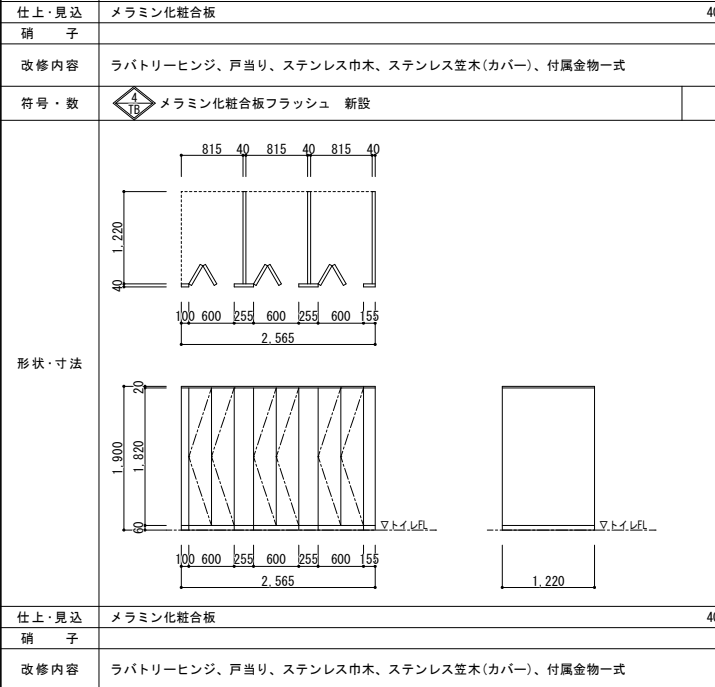 仕上・見込 メラミン化粧合板 40
硝 子
改修内容 ラバトリーヒンジ、戸当り、ステンレス巾木、ステンレス笠木(カバー)、付属金物一式
符号・数 4 TB メラミン化粧合板フラッシュ 新設
815 40 815 40 815 40
1,220
40
100 600 255 600 255 600 155
2,565
形状・寸法
20
1,900
1,820
60
▽トイレFL ▽トイレFL
100 600 255 600 255 600 155
2,565 1,220
仕上・見込 メラミン化粧合板 40
硝 子
改修内容 ラバトリーヒンジ、戸当り、ステンレス巾木、ステンレス笠木(カバー)、付属金物一式